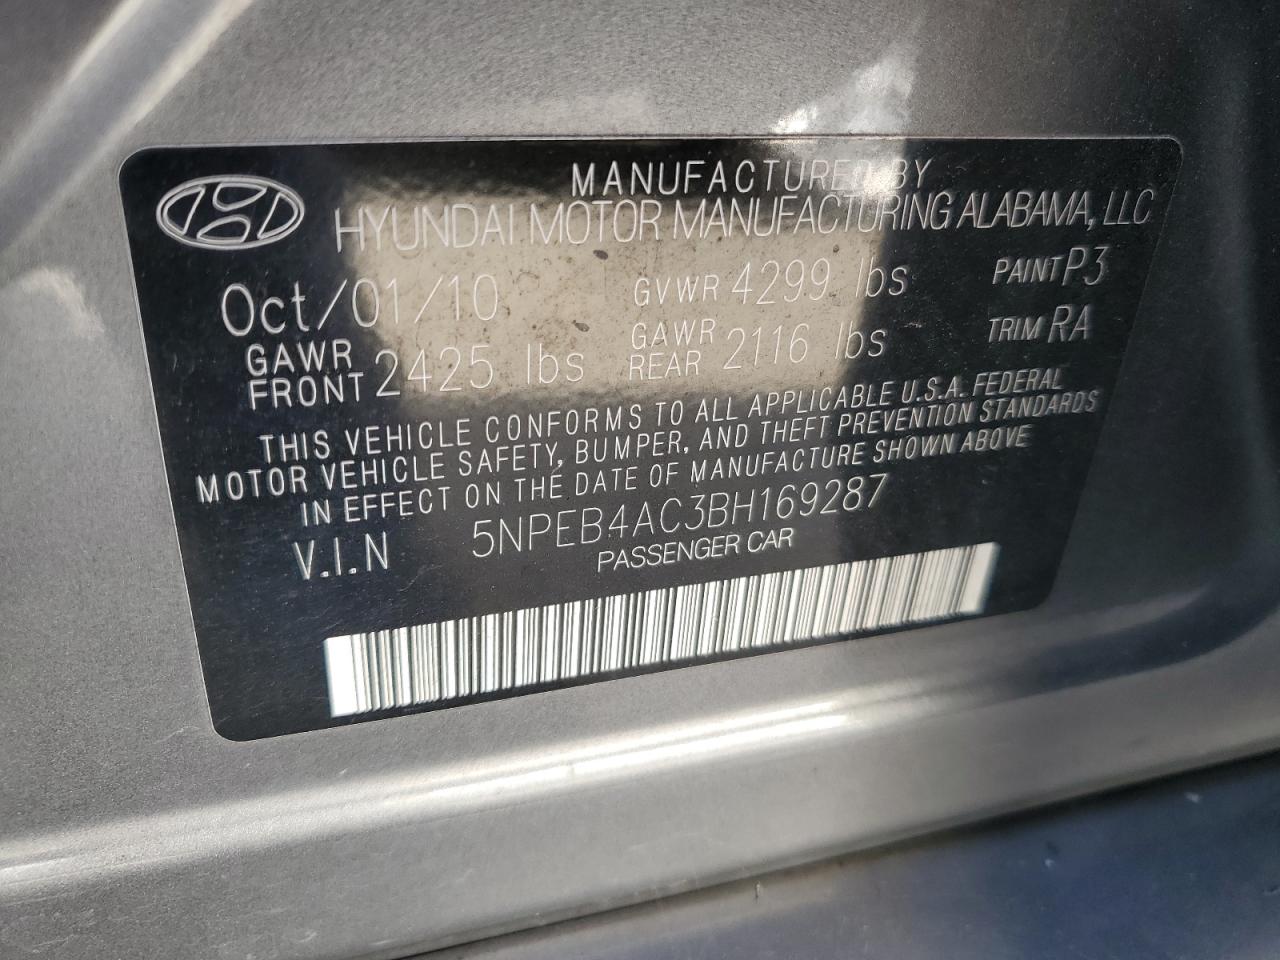 MANUFACTURED BY
HYUNDAI MOTOR MANUFACTURING ALABAMA, LLC
Oct/01/10 GVWR 4299 lbs PAINT P3
GAWR FRONT 2425 lbs GAWR REAR 2116 lbs TRIM RA
THIS VEHICLE CONFORMS TO ALL APPLICABLE U.S.A. FEDERAL
MOTOR VEHICLE SAFETY, BUMPER, AND THEFT PREVENTION STANDARDS
IN EFFECT ON THE DATE OF MANUFACTURE SHOWN ABOVE
V.I.N 5NPEB4AC3BH169287
PASSENGER CAR